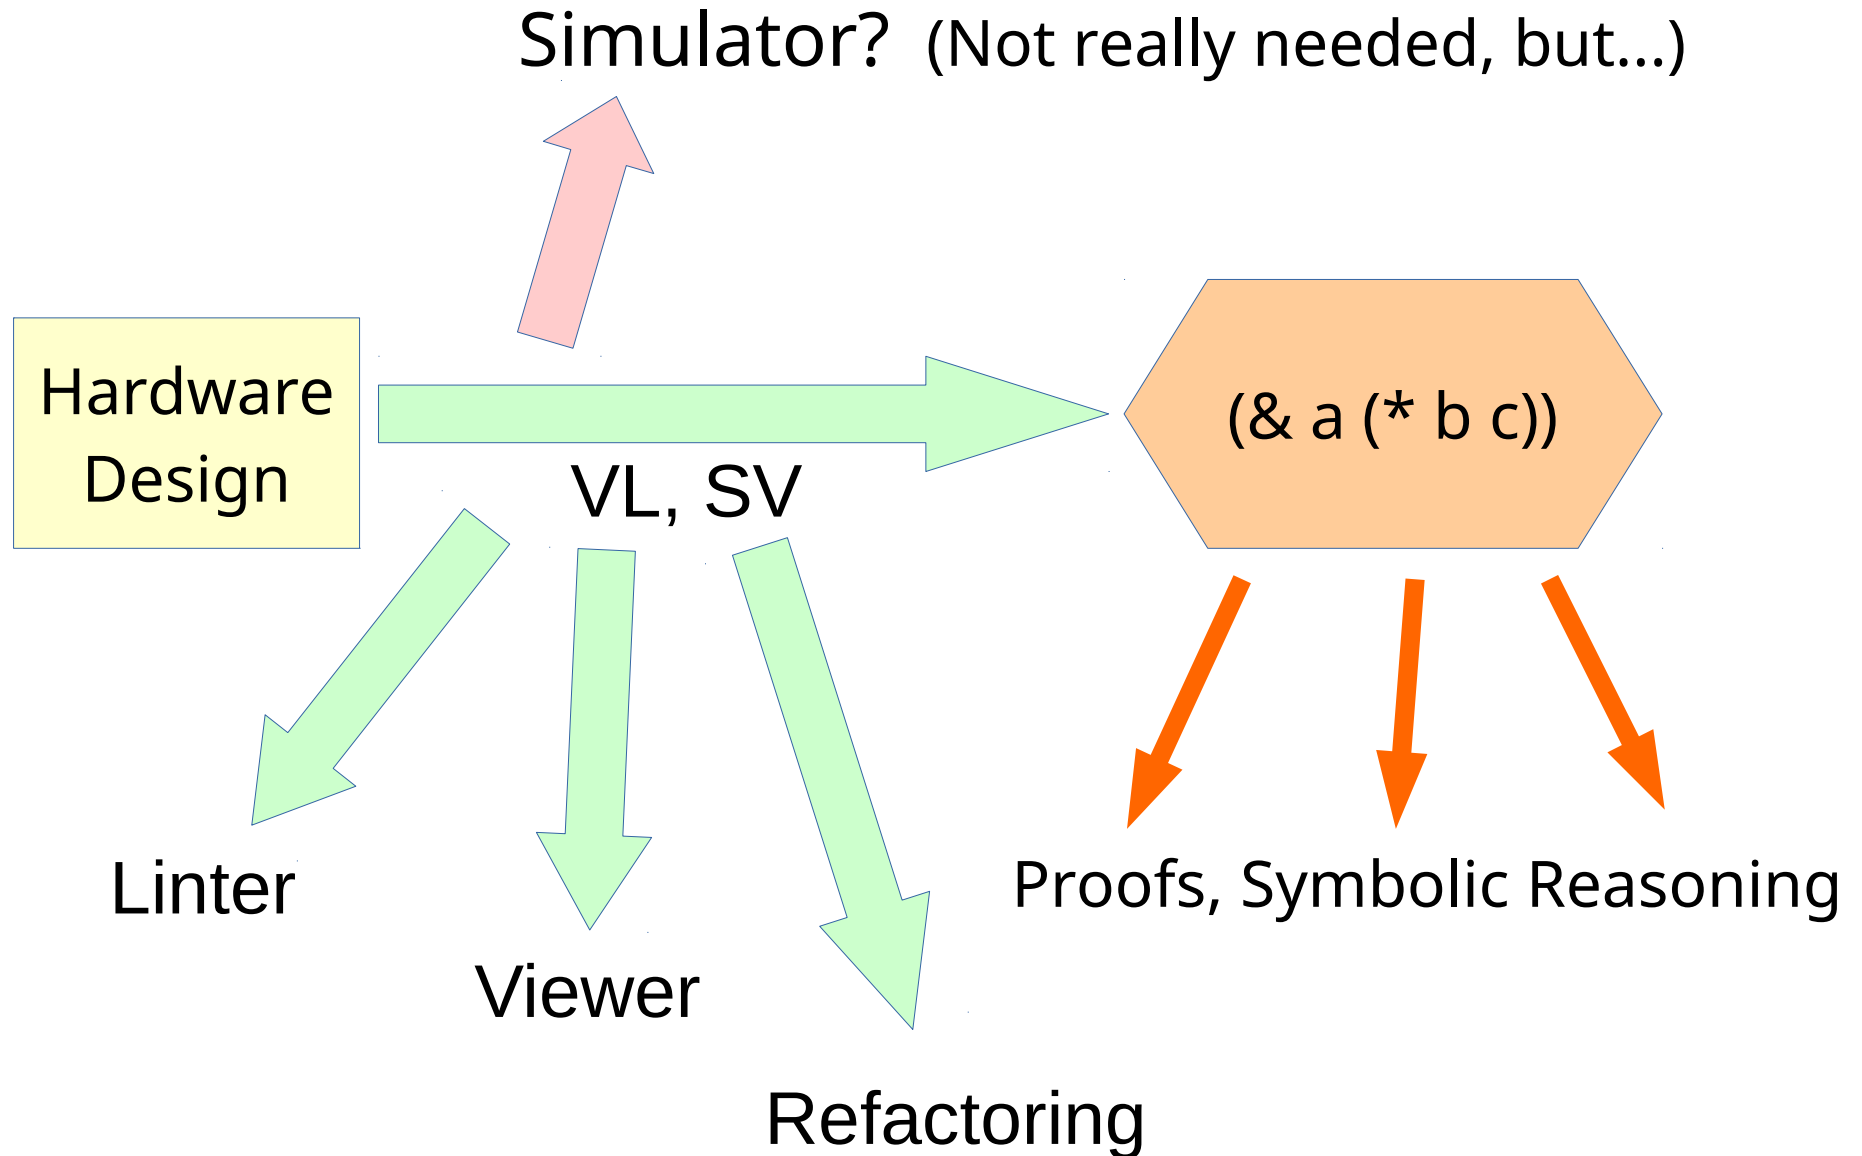 Simulator? (Not really needed, but...)
Hardware
Design
(& a (* b c))
VL, SV
Linter
Proofs, Symbolic Reasoning
Viewer
Refactoring